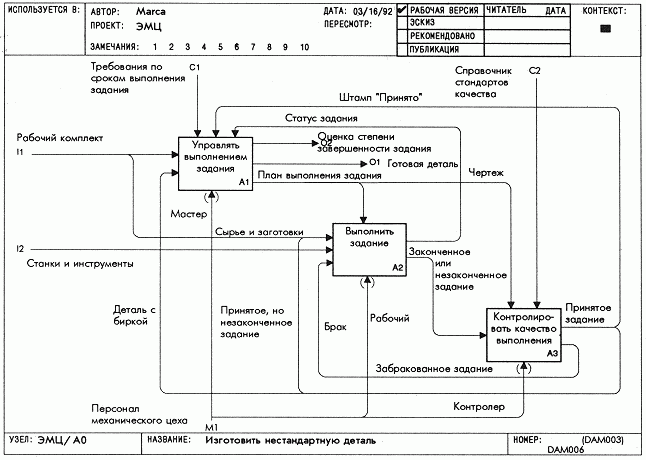 ИСПОЛЬЗУЕТСЯ В:
АВТОР: Marca
ДАТА: 03/16/92
РАБОЧАЯ ВЕРСИЯ
ЧИТАТЕЛЬ ДАТА
КОНТЕКСТ:
ПРОЕКТ: ЭМЦ
ПЕРЕСМОТР:
ЭСКИЗ
РЕКОМЕНДОВАНО
ЗАМЕЧАНИЯ: 1 2 3 4 5 6 7 8 9 10
ПУБЛИКАЦИЯ
Требования по
срокам выполнения
задания
C1
Справочник
стандартов
качества
C2
Штамп "Принято"
Статус задания
Рабочий комплект
I1
Управлять
выполнением
задания
A1
Оценка степени
O2
завершенности задания
O1 Готовая деталь
План выполнения задания
Чертеж
Мастер
Сырье и заготовки
Выполнить
задание
A2
I2
Станки и инструменты
Законченное
или
незаконченное
задание
Деталь с
биркой
Принятое, но
незаконченное
задание
Брак
Рабочий
Контролиро-
вать качество
выполнения
A3
Принятое
задание
Забракованное задание
Персонал
механического цеха
M1
Контролер
УЗЕЛ: ЭМЦ/ A0
НАЗВАНИЕ: Изготовить нестандартную деталь
НОМЕР: (DAM003)
DAM006